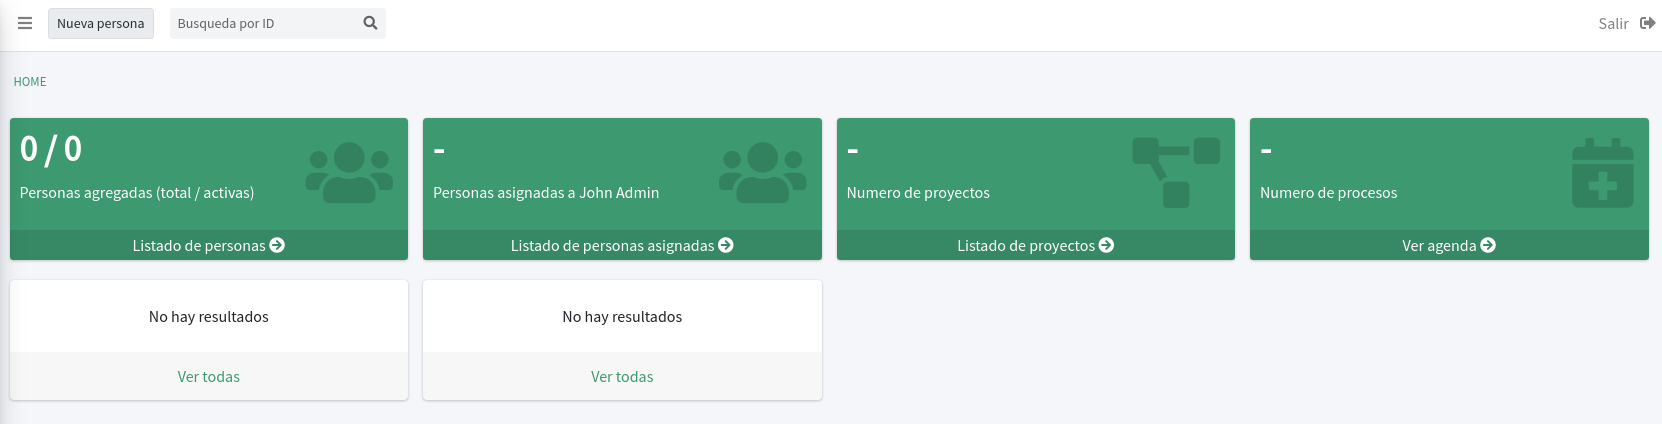 Nueva persona
Busqueda por ID
Salir
HOME
0 / 0
Personas agregadas (total / activas)
Listado de personas
-
Personas asignadas a John Admin
Listado de personas asignadas
-
Numero de proyectos
Listado de proyectos
-
Numero de procesos
Ver agenda
No hay resultados
Ver todas
No hay resultados
Ver todas